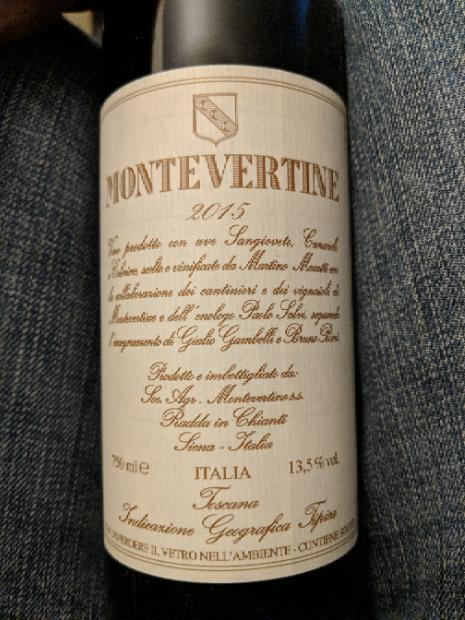 MONTEVERTINE
2015
Vino prodotto con uve Sangioveto, Canaiolo
Colorino, scelte e vinificate da Martino Manetti con
la collaborazione dei cantinieri e dei vignaioli di
Montevertine e dell'enologo Paolo Salvi, seguendo
l'insegnamento di Giulio Gambelli e Bruno Bini.
Prodotto e imbottigliato da:
Soc. Agr. Montevertine s.s.
Radda in Chianti
Siena - Italia
750 ml e
ITALIA
13,5 % vol.
Toscana
Indicazione Geografica Tipica
DISPERDERE IL VETRO NELL'AMBIENTE - CONTIENE